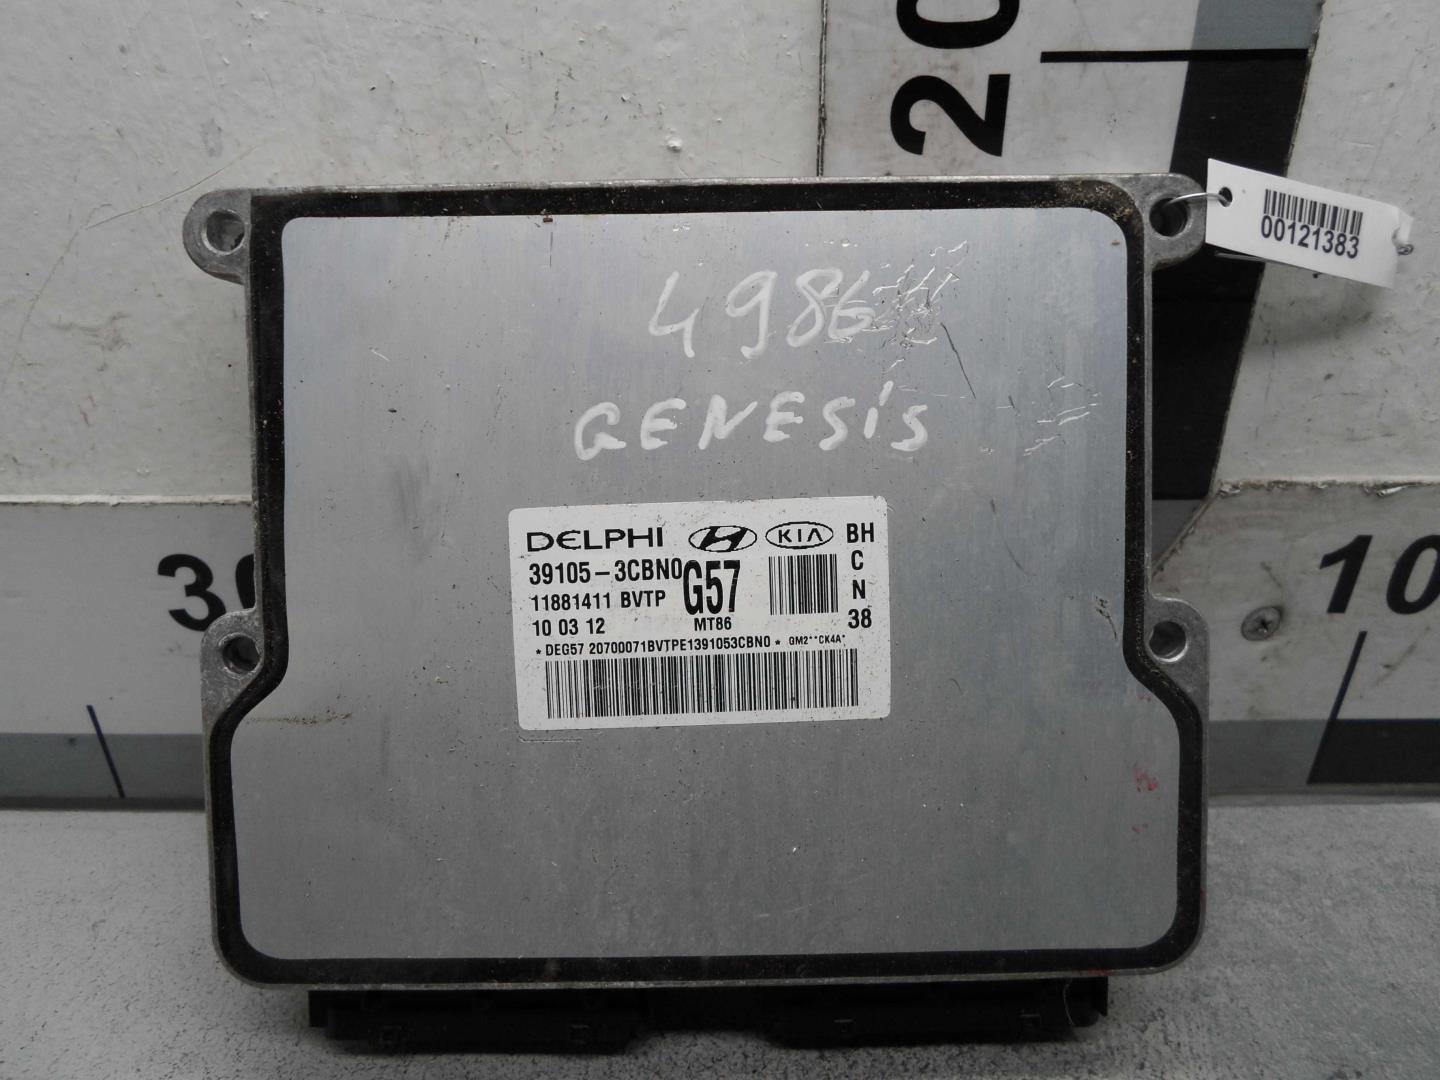 20
00121383
4986
GENESIS
DELPHI KIA BH
39105-3CBN0 G57 C
11881411 BVTP N
10 03 12 MT86 38
* DEG57 20700071BVTPE1391053CBN0 * GM2**CK4A*
30
10